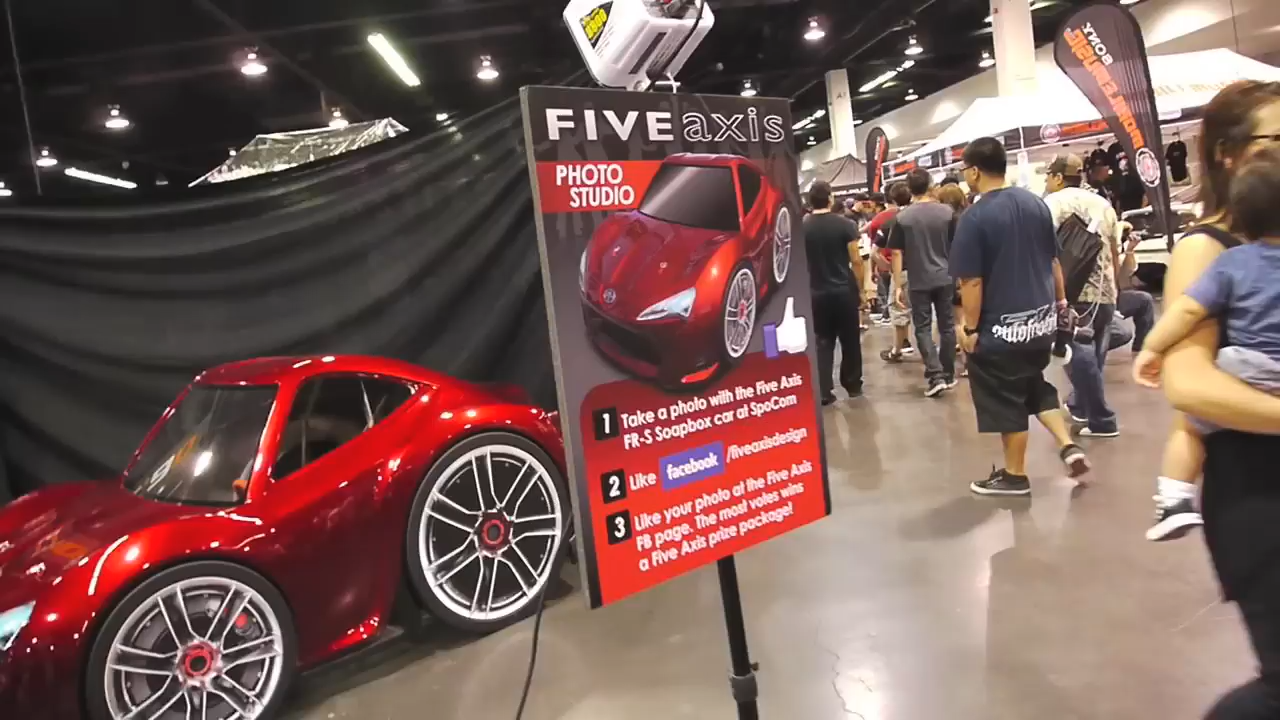 FIVE axis
PHOTO
STUDIO
1 Take a photo with the Five Axis
FR-S Soapbox car at SpoCom
2 Like facebook /fiveaxisdesign
3 Like your photo at the Five Axis
FB page. The most votes wins
a Five Axis prize package!
SONY